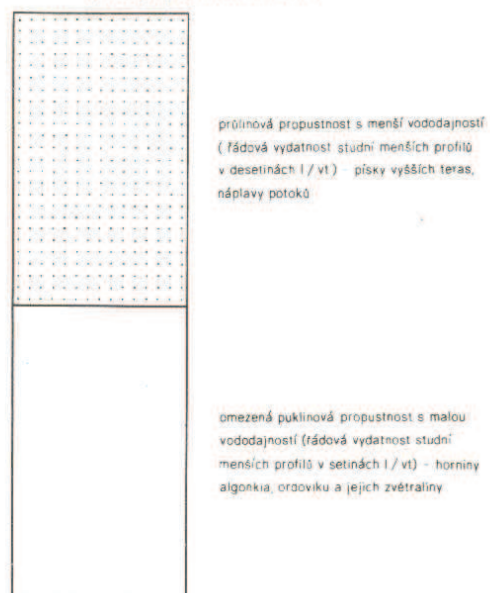 průlinová propustnost s menší vododajností
( řádová vydatnost studní menších profilů
v desetinách l / vt ) - písky vyšších teras,
náplavy potoků
omezená puklinová propustnost s malou
vododajností (řádová vydatnost studní
menších profilů v setinách l / vt) - horniny
algonkia, ordoviku a jejich zvětraliny